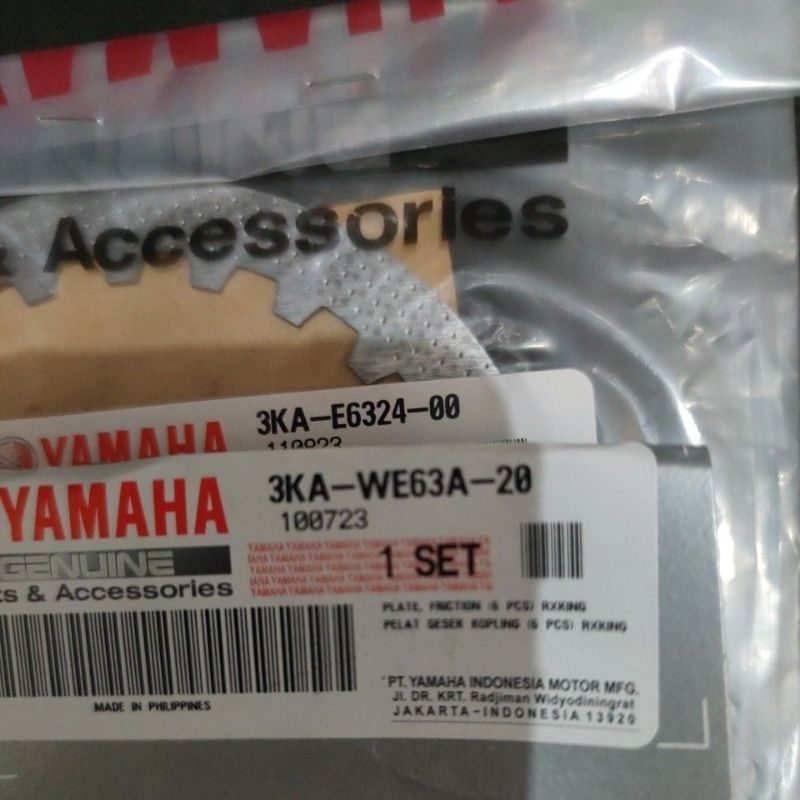 YAMAHA
& Accessories
YAMAHA
3KA-E6324-00
110823
YAMAHA
3KA-WE63A-20
100723
GENUINE
ts & Accessories
1 SET
PLATE, FRICTION (6 PCS) RXKING
PELAT GESEK KOPLING (6 PCS) RXKING
MADE IN PHILIPPINES
PT. YAMAHA INDONESIA MOTOR MFG.
Jl. DR. KRT. Radjiman Widyodiningrat
JAKARTA-INDONESIA 13920